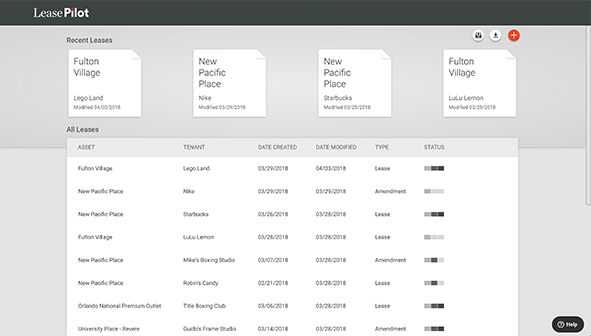 LeasePilot
Recent Leases
Fulton
Village
Lego Land
Modified 04/03/2018
New
Pacific
Place
Nike
Modified 03/29/2018
New
Pacific
Place
Starbucks
Modified 03/28/2018
Fulton
Village
LuLu Lemon
Modified 03/28/2018
All Leases
ASSET TENANT DATE CREATED DATE MODIFIED TYPE STATUS
Fulton Village Lego Land 03/29/2018 04/03/2018 Lease
New Pacific Place Nike 03/29/2018 03/29/2018 Amendment
New Pacific Place Starbucks 03/26/2018 03/28/2018 Lease
Fulton Village LuLu Lemon 03/28/2018 03/28/2018 Lease
New Pacific Place Mike's Boxing Studio 03/07/2018 03/28/2018 Amendment
New Pacific Place Robin's Candy 02/21/2018 03/28/2018 Lease
Orlando National Premium Outlet Title Boxing Club 03/06/2018 03/28/2018 Lease
University Place - Revere Guido's Frame Studio 03/14/2018 03/28/2018 Amendment
Help